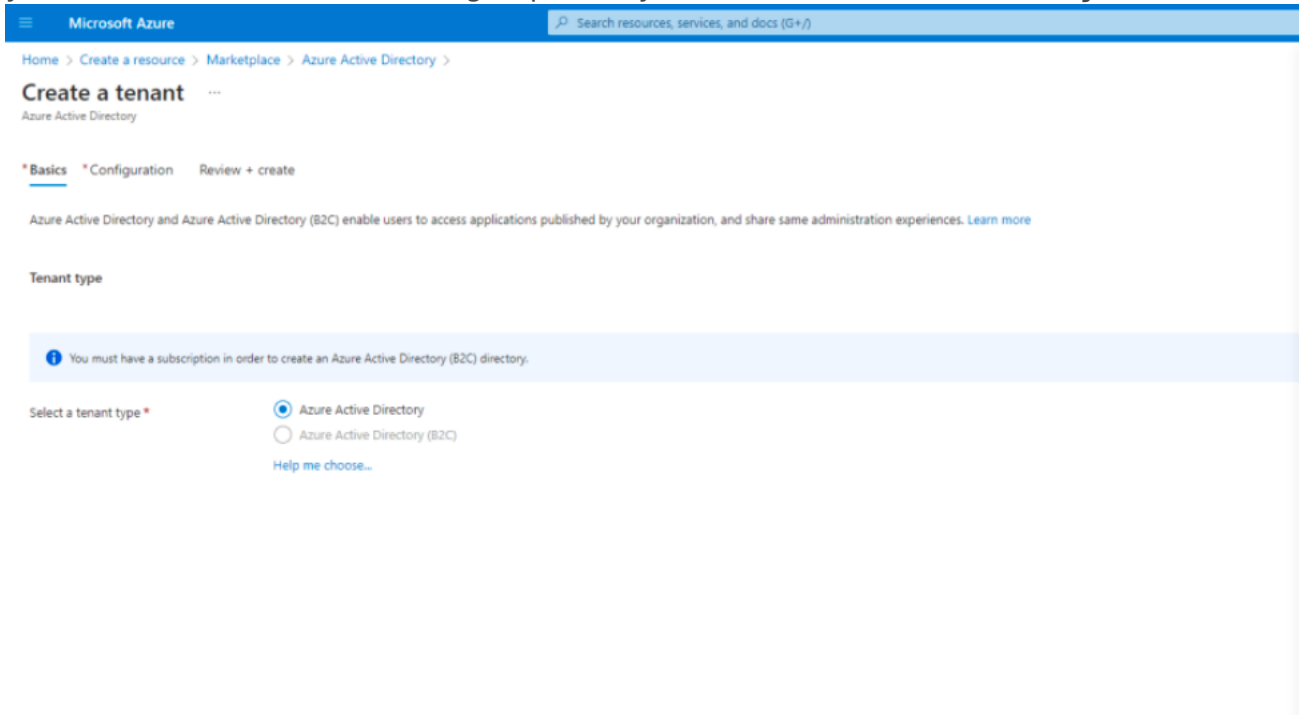 Microsoft Azure
Search resources, services, and docs (G+/)
Home > Create a resource > Marketplace > Azure Active Directory >
Create a tenant ...
Azure Active Directory
* Basics * Configuration Review + create
Azure Active Directory and Azure Active Directory (B2C) enable users to access applications published by your organization, and share same administration experiences. Learn more
Tenant type
You must have a subscription in order to create an Azure Active Directory (B2C) directory.
Select a tenant type *
Azure Active Directory
Azure Active Directory (B2C)
Help me choose...